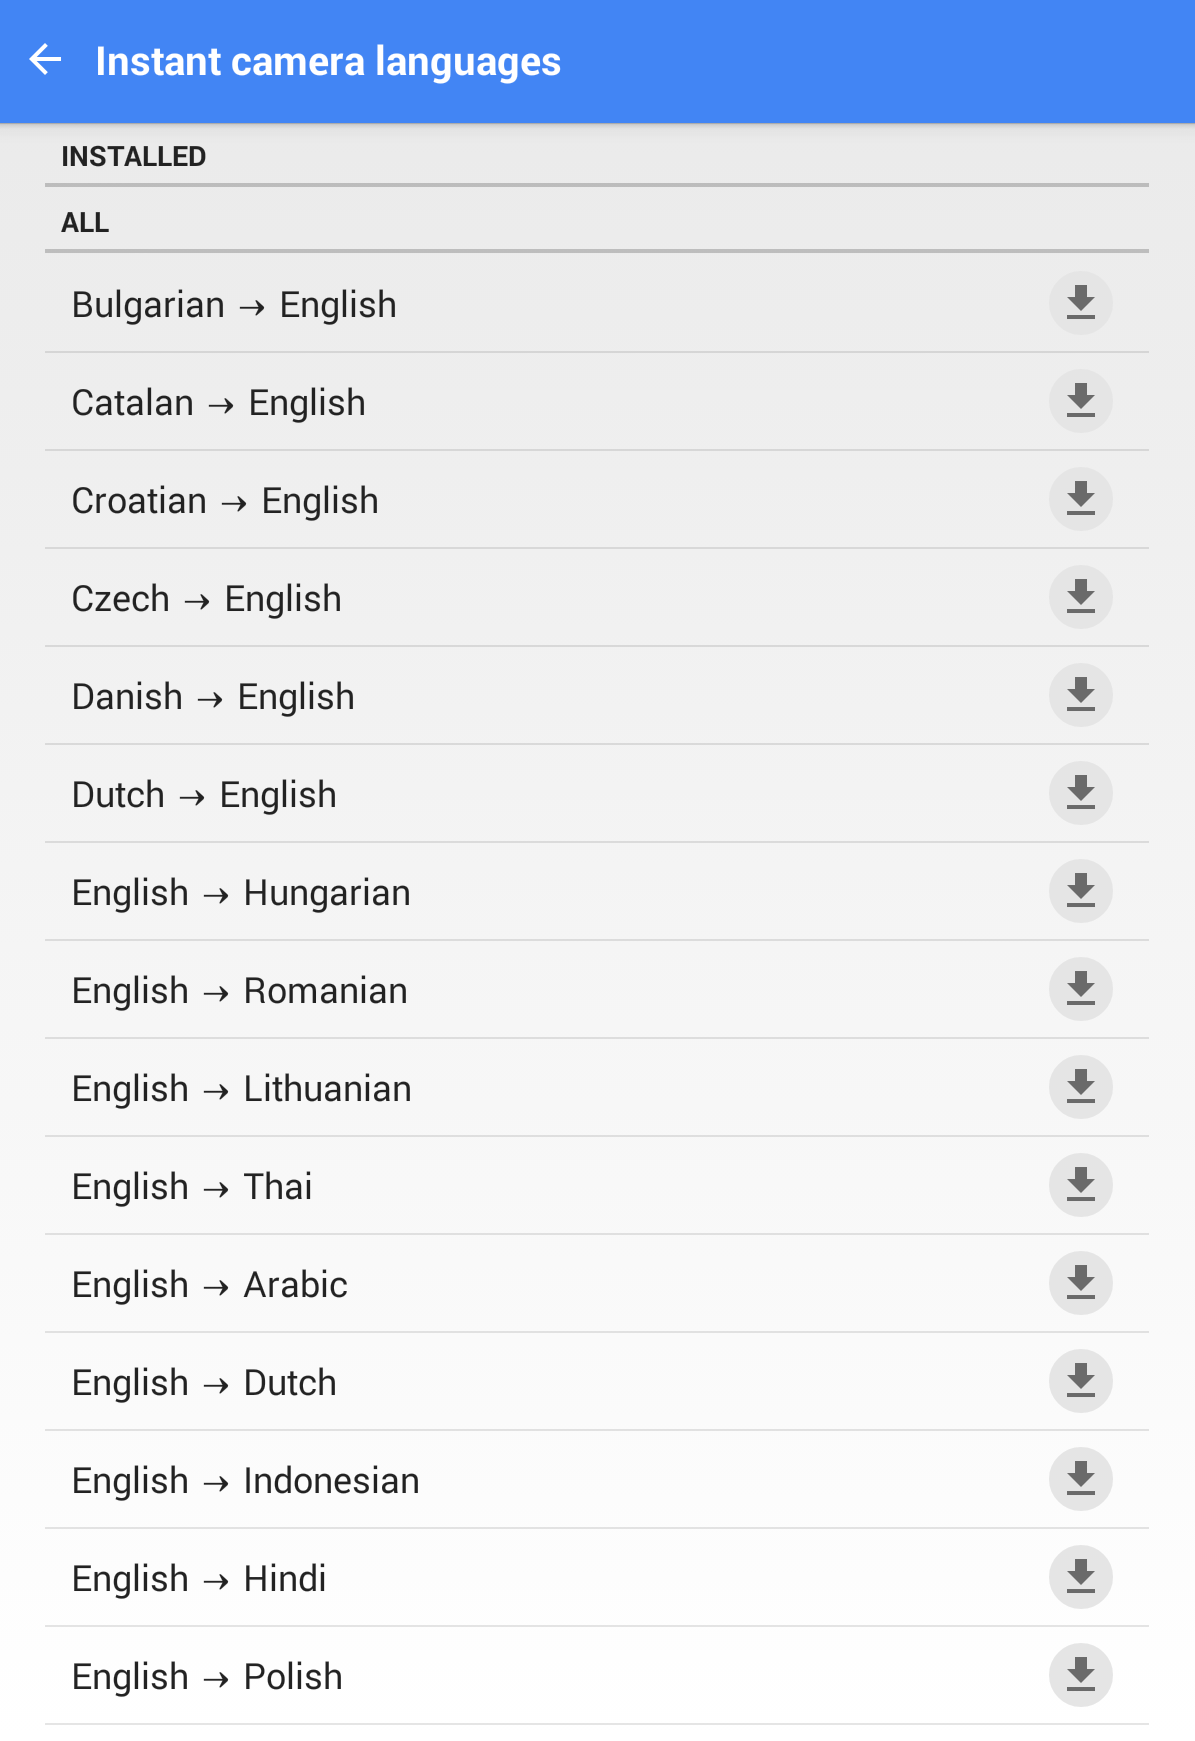 Instant camera languages
INSTALLED
ALL
Bulgarian → English
Catalan → English
Croatian → English
Czech → English
Danish → English
Dutch → English
English → Hungarian
English → Romanian
English → Lithuanian
English → Thai
English → Arabic
English → Dutch
English → Indonesian
English → Hindi
English → Polish